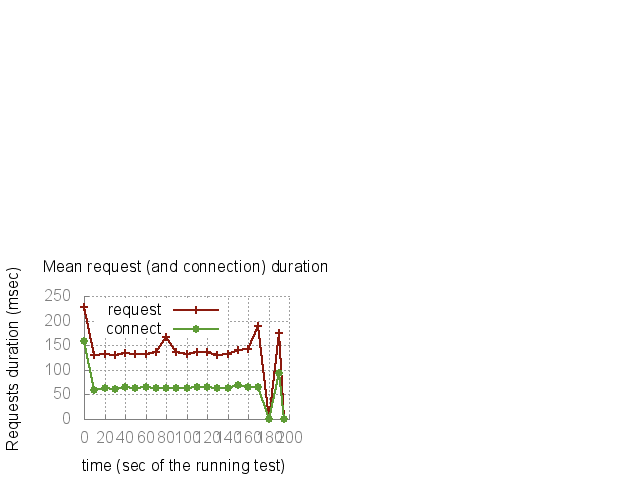 Mean request (and connection) duration
Requests duration (msec)
250
200
150
100
50
0
request
connect
0 20 40 60 80 100 120 140 160 180 200
time (sec of the running test)